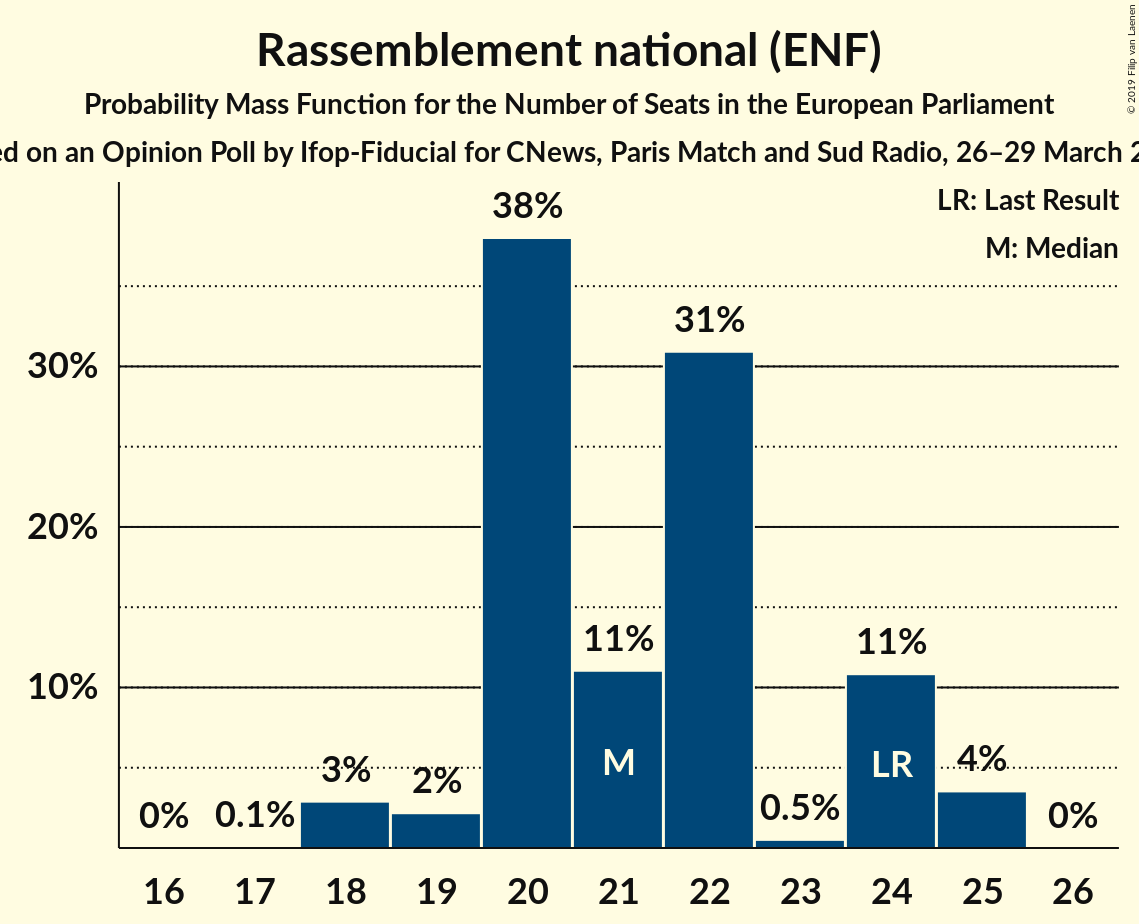 Rassemblement national (ENF)
Probability Mass Function for the Number of Seats in the European Parliament
on an Opinion Poll by Ifop-Fiducial for CNews, Paris Match and Sud Radio, 26–29 March
© 2019 Filip van Laenen
LR: Last Result
M: Median
38%
31%
30%
20%
11%
11%
10%
M
LR
3%
2%
4%
0%
0.1%
0.5%
0%
16 17 18 19 20 21 22 23 24 25 26